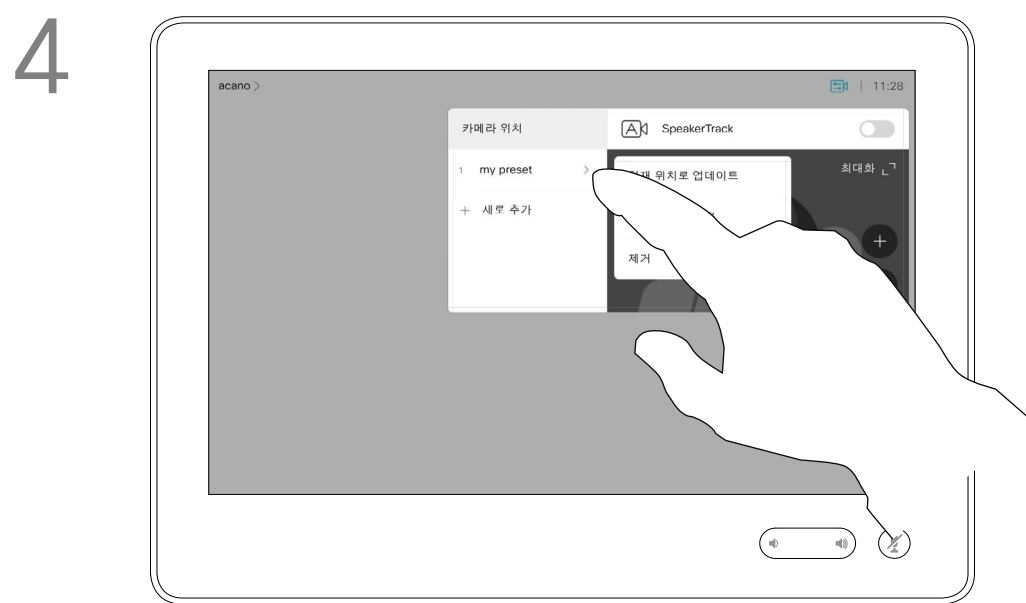 4
acano >
11:28
카메라 위치
SpeakerTrack
1 my preset >
위치로 업데이트
최대화
+ 새로 추가
+
제거